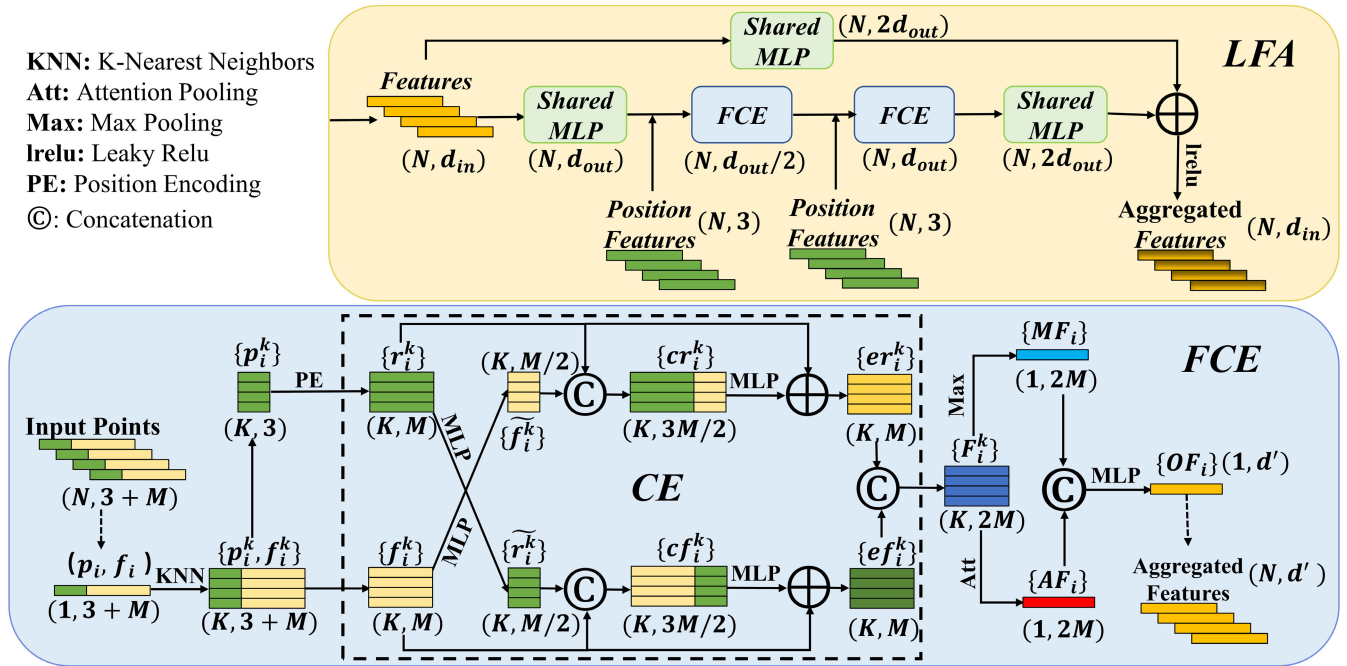 KNN: K-Nearest Neighbors
Att: Attention Pooling
Max: Max Pooling
lrelu: Leaky Relu
PE: Position Encoding
©: Concatenation
LFA
Features
(N, d_in)
Shared
MLP
(N, 2d_out)
Shared
MLP
(N, d_out)
FCE
(N, d_out/2)
FCE
(N, d_out)
Shared
MLP
(N, 2d_out)
lrelu
Position
Features
(N, 3)
Position
Features
(N, 3)
Aggregated
Features
(N, d_in)
FCE
Input Points
(N, 3 + M)
(p_i, f_i)
(1, 3 + M)
KNN
{p_i^k, f_i^k}
(K, 3 + M)
{p_i^k}
(K, 3)
PE
CE
{r_i^k}
(K, M)
MLP
{f_i^k}
(K, M)
MLP
(K, M/2)
{\widetilde{f_i^k}}
C
{cr_i^k}
(K, 3M/2)
MLP
{er_i^k}
(K, M)
{\widetilde{r_i^k}}
(K, M/2)
C
{cf_i^k}
(K, 3M/2)
MLP
{ef_i^k}
(K, M)
C
{F_i^k}
(K, 2M)
Max
{MF_i}
(1, 2M)
Att
{AF_i}
(1, 2M)
C
MLP
{OF_i} (1, d′)
Aggregated
Features
(N, d′)